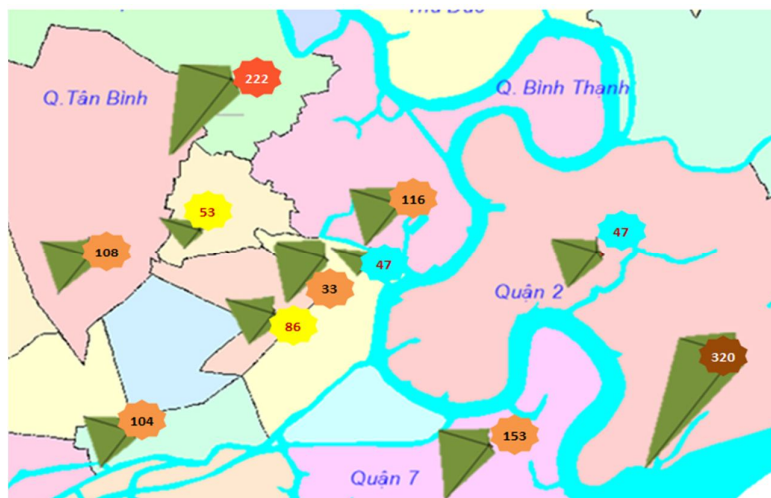 Thủ Đức
222
Q.Tân Bình
Q. Bình Thạnh
116
53
47
108
47
Quận 2
33
86
320
104
153
Quận 7